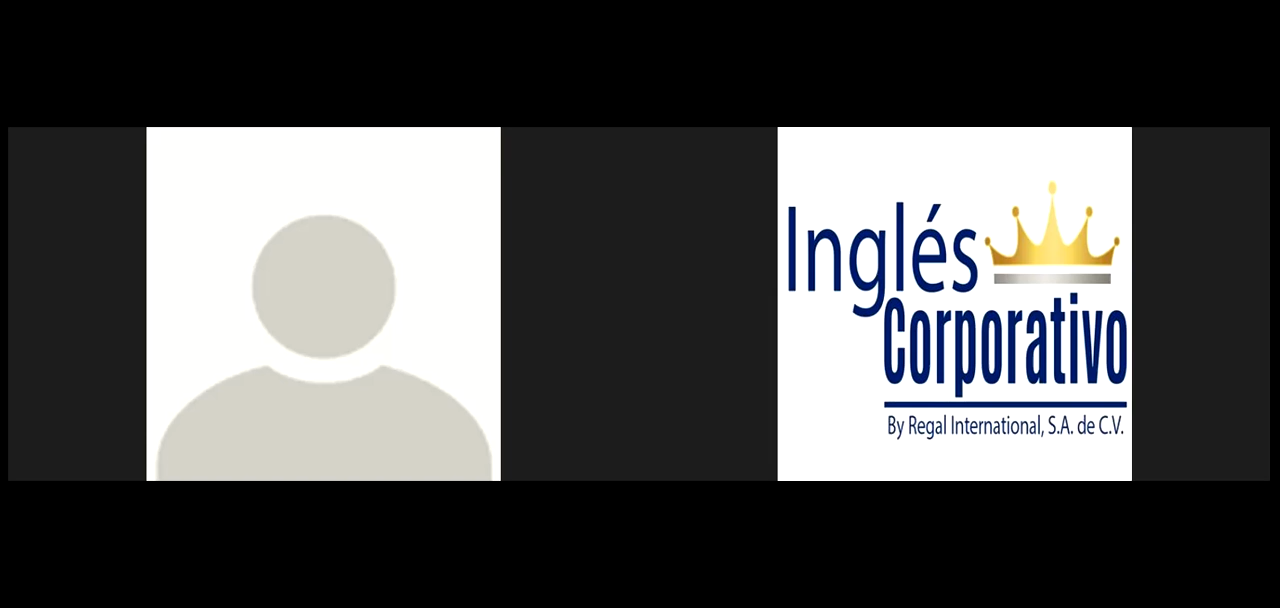 Inglés
Corporativo
By Regal International, S.A. de C.V.